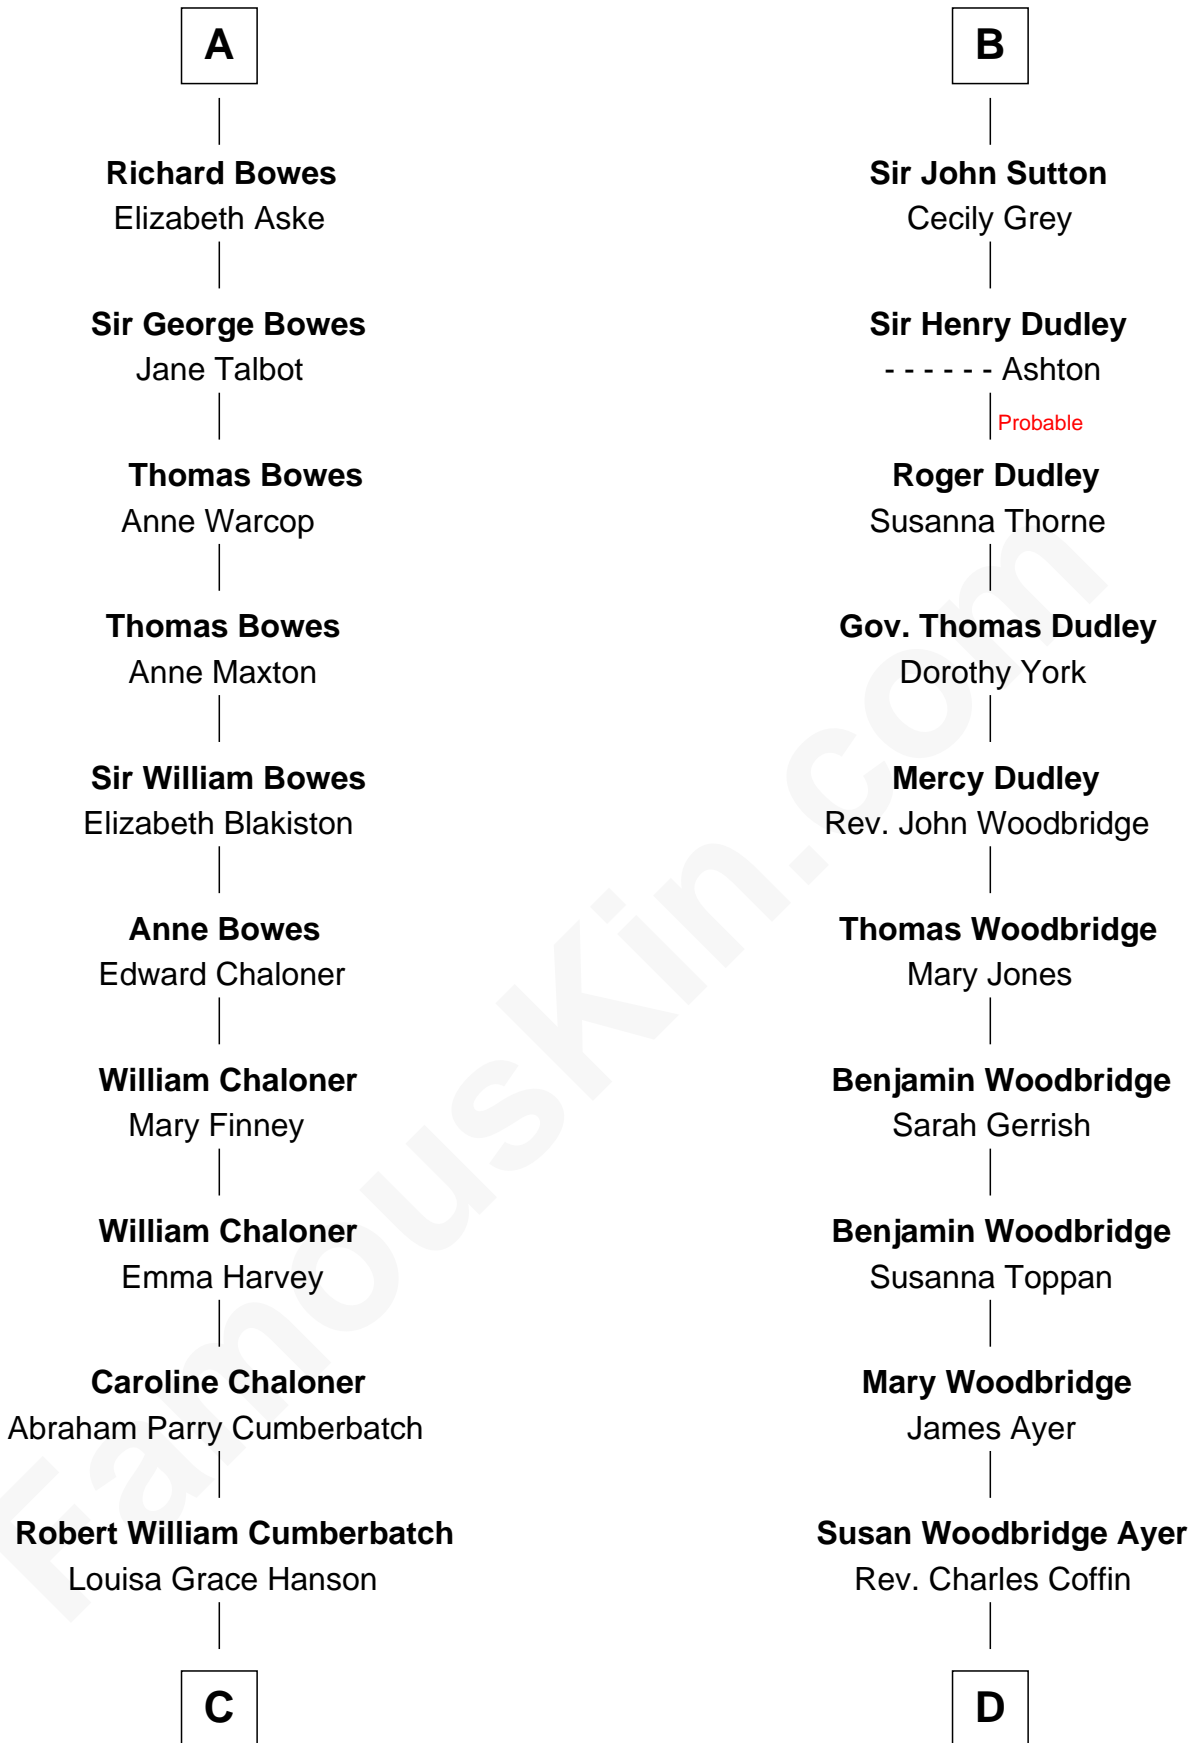 A
Richard Bowes
Elizabeth Aske
Sir George Bowes
Jane Talbot
Thomas Bowes
Anne Warcop
Thomas Bowes
Anne Maxton
Sir William Bowes
Elizabeth Blakiston
Anne Bowes
Edward Chaloner
William Chaloner
Mary Finney
William Chaloner
Emma Harvey
Caroline Chaloner
Abraham Parry Cumberbatch
Robert William Cumberbatch
Louisa Grace Hanson
C
B
Sir John Sutton
Cecily Grey
Sir Henry Dudley
- - - - - - Ashton
Probable
Roger Dudley
Susanna Thorne
Gov. Thomas Dudley
Dorothy York
Mercy Dudley
Rev. John Woodbridge
Thomas Woodbridge
Mary Jones
Benjamin Woodbridge
Sarah Gerrish
Benjamin Woodbridge
Susanna Toppan
Mary Woodbridge
James Ayer
Susan Woodbridge Ayer
Rev. Charles Coffin
D
FamousKin.com